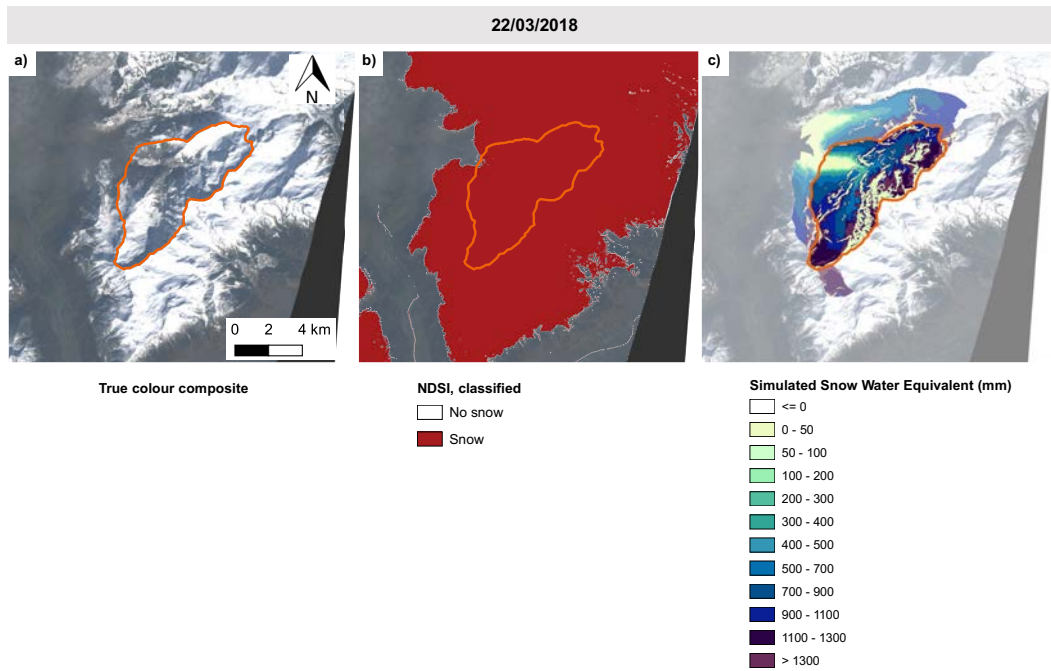 22/03/2018
a)
b)
c)
N
0 2 4 km
True colour composite
NDSI, classified
No snow
Snow
Simulated Snow Water Equivalent (mm)
<= 0
0 - 50
50 - 100
100 - 200
200 - 300
300 - 400
400 - 500
500 - 700
700 - 900
900 - 1100
1100 - 1300
> 1300